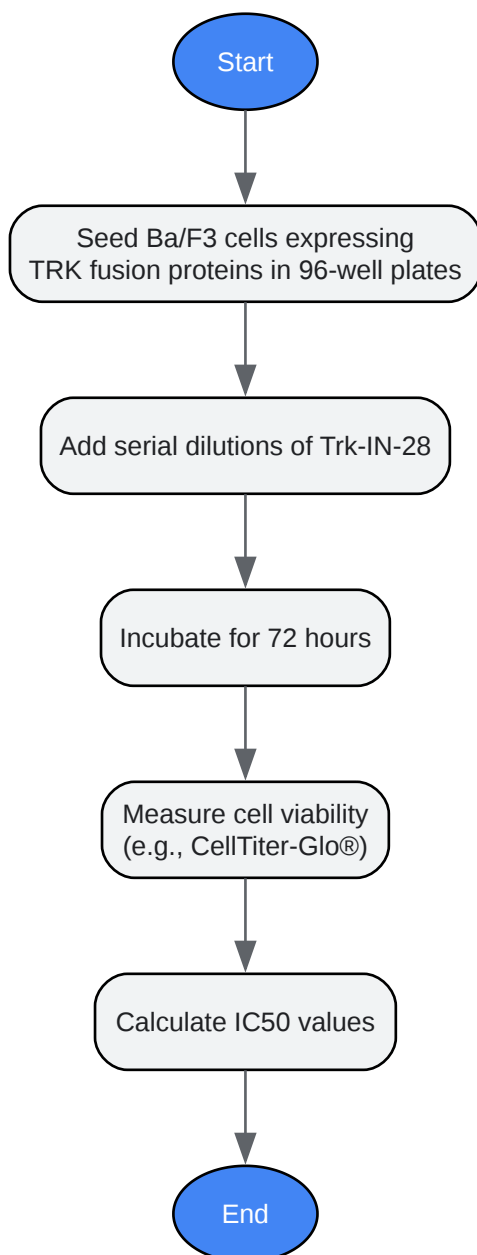 Start
Seed Ba/F3 cells expressing
TRK fusion proteins in 96-well plates
Add serial dilutions of Trk-IN-28
Incubate for 72 hours
Measure cell viability
(e.g., CellTiter-Glo®)
Calculate IC50 values
End